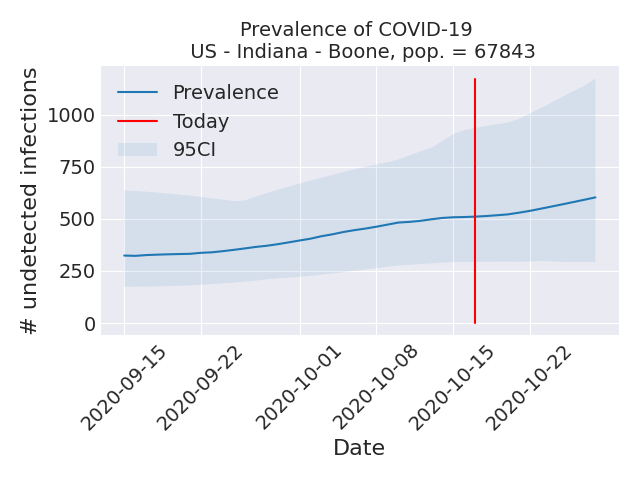 Prevalence of COVID-19
US - Indiana - Boone, pop. = 67843
# undetected infections
1000
750
500
250
0
Prevalence
Today
95CI
2020-09-15
2020-09-22
2020-10-01
2020-10-08
2020-10-15
2020-10-22
Date